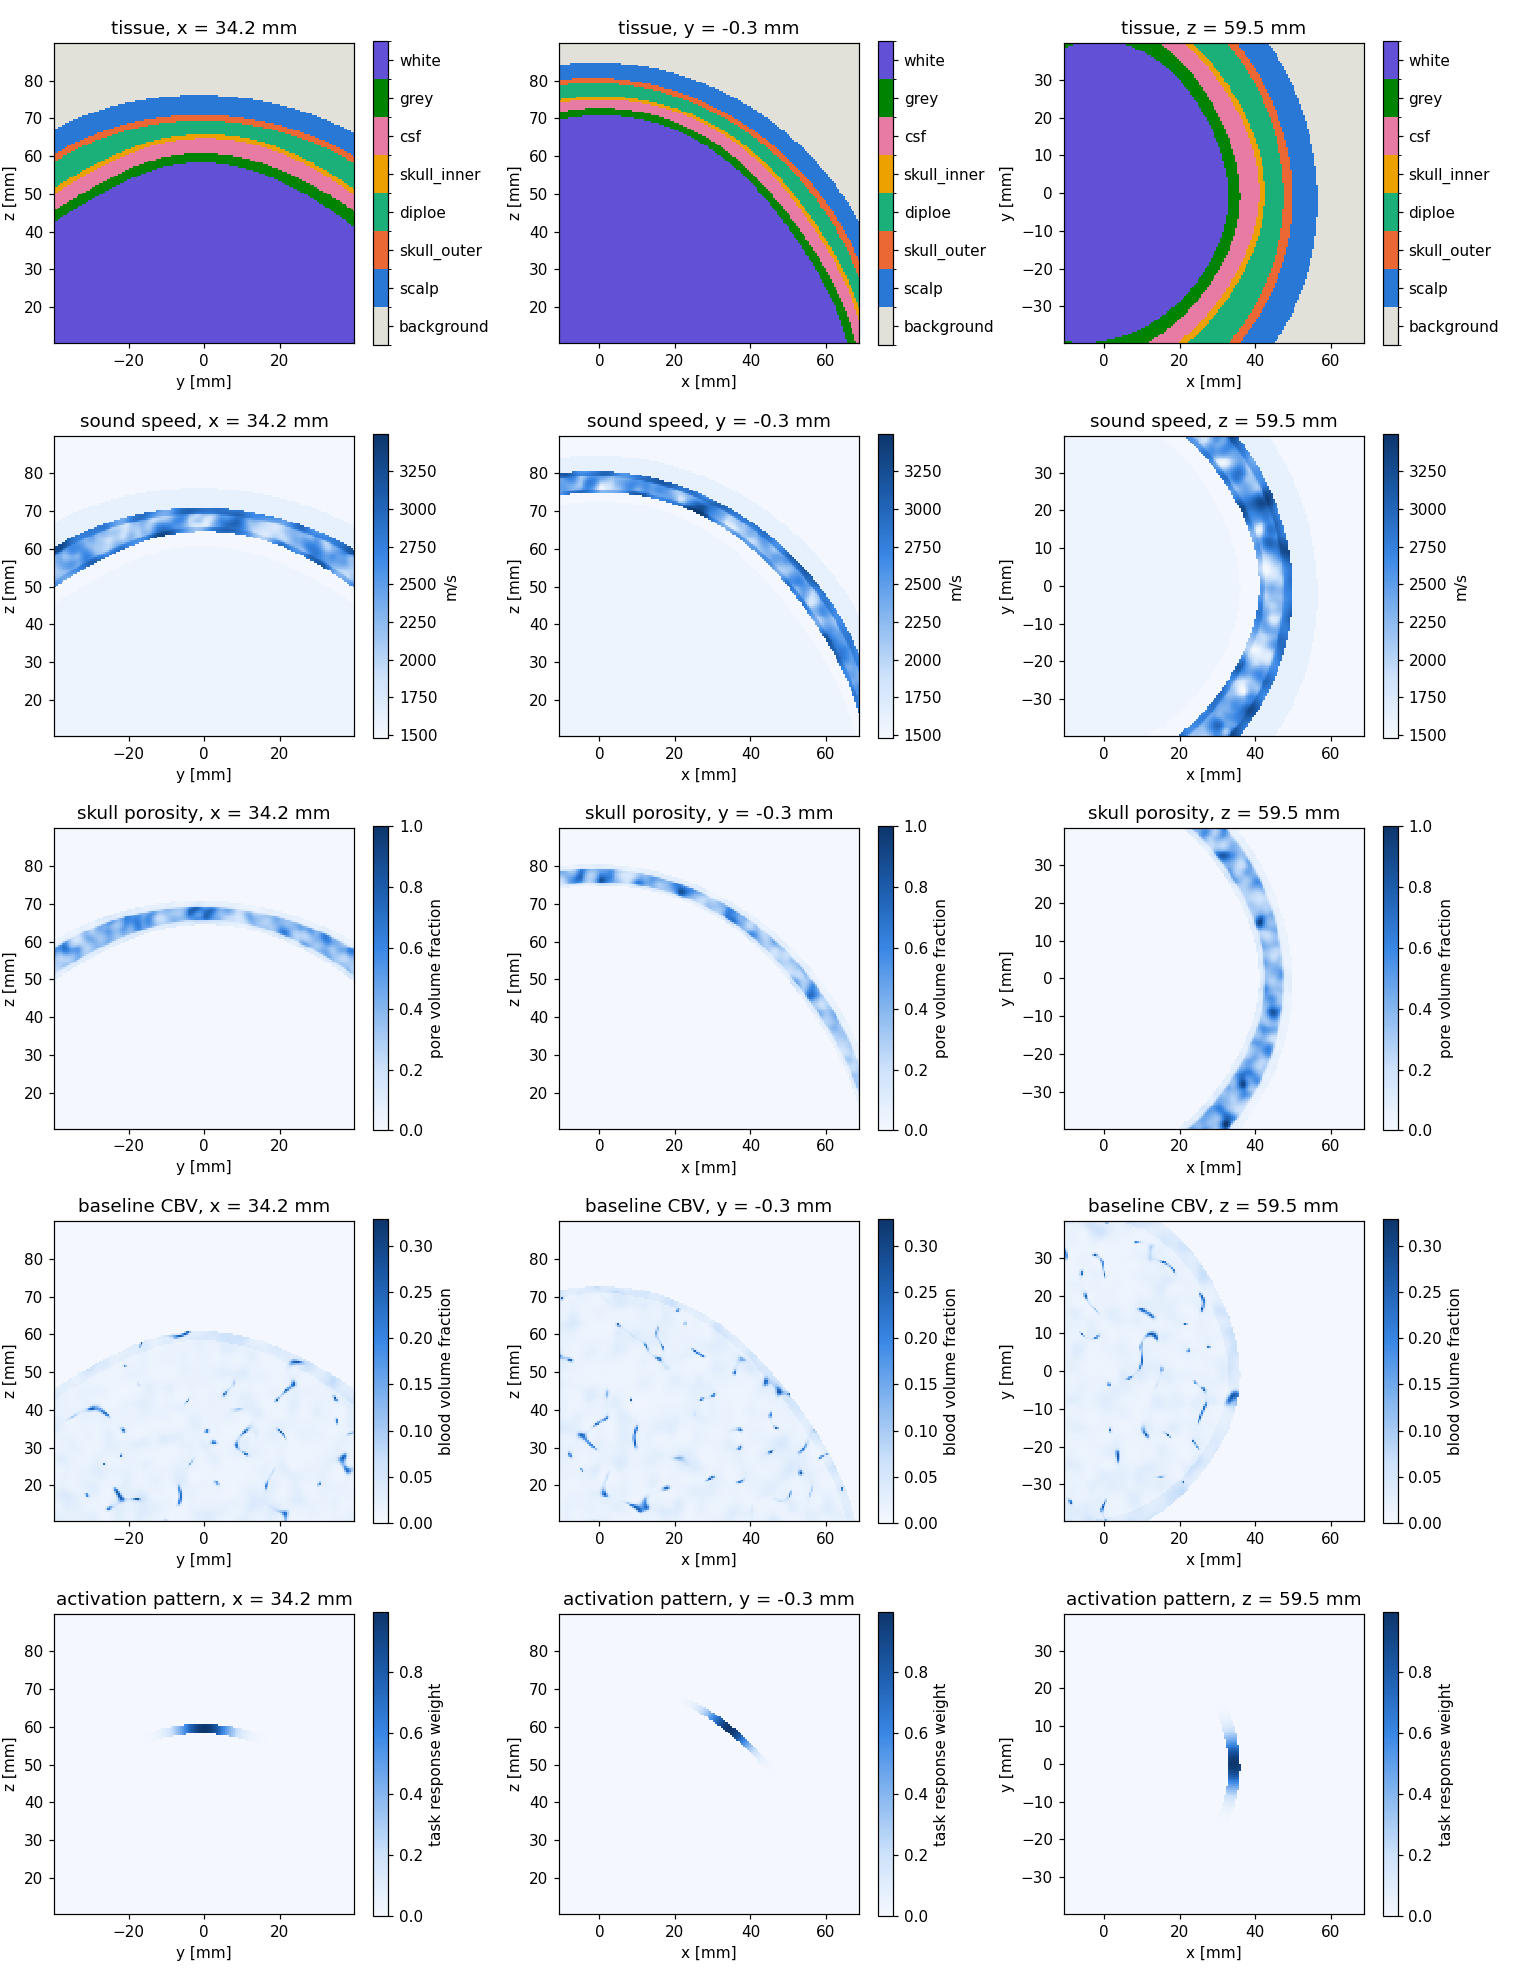 tissue, x = 34.2 mm
z [mm]
80
70
60
50
40
30
20
−20 0 20
y [mm]
white
grey
csf
skull_inner
diploe
skull_outer
scalp
background
tissue, y = -0.3 mm
z [mm]
80
70
60
50
40
30
20
0 20 40 60
x [mm]
white
grey
csf
skull_inner
diploe
skull_outer
scalp
background
tissue, z = 59.5 mm
y [mm]
30
20
10
0
−10
−20
−30
0 20 40 60
x [mm]
white
grey
csf
skull_inner
diploe
skull_outer
scalp
background
sound speed, x = 34.2 mm
z [mm]
80
70
60
50
40
30
20
−20 0 20
y [mm]
3250
3000
2750
2500
2250
2000
1750
1500
m/s
sound speed, y = -0.3 mm
z [mm]
80
70
60
50
40
30
20
0 20 40 60
x [mm]
3250
3000
2750
2500
2250
2000
1750
1500
m/s
sound speed, z = 59.5 mm
y [mm]
30
20
10
0
−10
−20
−30
0 20 40 60
x [mm]
3250
3000
2750
2500
2250
2000
1750
1500
m/s
skull porosity, x = 34.2 mm
z [mm]
80
70
60
50
40
30
20
−20 0 20
y [mm]
1.0
0.8
0.6
0.4
0.2
0.0
pore volume fraction
skull porosity, y = -0.3 mm
z [mm]
80
70
60
50
40
30
20
0 20 40 60
x [mm]
1.0
0.8
0.6
0.4
0.2
0.0
pore volume fraction
skull porosity, z = 59.5 mm
y [mm]
30
20
10
0
−10
−20
−30
0 20 40 60
x [mm]
1.0
0.8
0.6
0.4
0.2
0.0
pore volume fraction
baseline CBV, x = 34.2 mm
z [mm]
80
70
60
50
40
30
20
−20 0 20
y [mm]
0.30
0.25
0.20
0.15
0.10
0.05
0.00
blood volume fraction
baseline CBV, y = -0.3 mm
z [mm]
80
70
60
50
40
30
20
0 20 40 60
x [mm]
0.30
0.25
0.20
0.15
0.10
0.05
0.00
blood volume fraction
baseline CBV, z = 59.5 mm
y [mm]
30
20
10
0
−10
−20
−30
0 20 40 60
x [mm]
0.30
0.25
0.20
0.15
0.10
0.05
0.00
blood volume fraction
activation pattern, x = 34.2 mm
z [mm]
80
70
60
50
40
30
20
−20 0 20
y [mm]
0.8
0.6
0.4
0.2
0.0
task response weight
activation pattern, y = -0.3 mm
z [mm]
80
70
60
50
40
30
20
0 20 40 60
x [mm]
0.8
0.6
0.4
0.2
0.0
task response weight
activation pattern, z = 59.5 mm
y [mm]
30
20
10
0
−10
−20
−30
0 20 40 60
x [mm]
0.8
0.6
0.4
0.2
0.0
task response weight